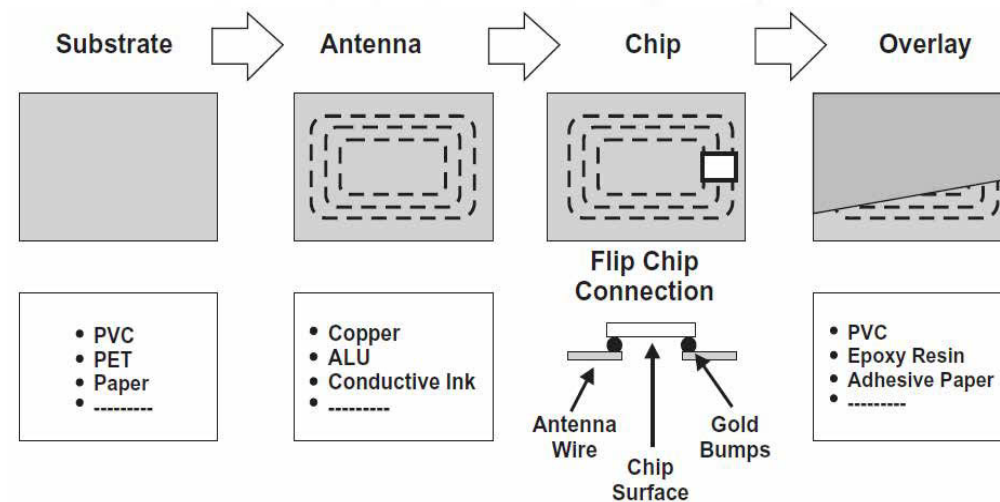 Substrate
Antenna
Chip
Overlay
Flip Chip
Connection
• PVC
• PET
• Paper
• ---------
• Copper
• ALU
• Conductive Ink
• ---------
Antenna
Wire
Chip
Surface
Gold
Bumps
• PVC
• Epoxy Resin
• Adhesive Paper
• ---------